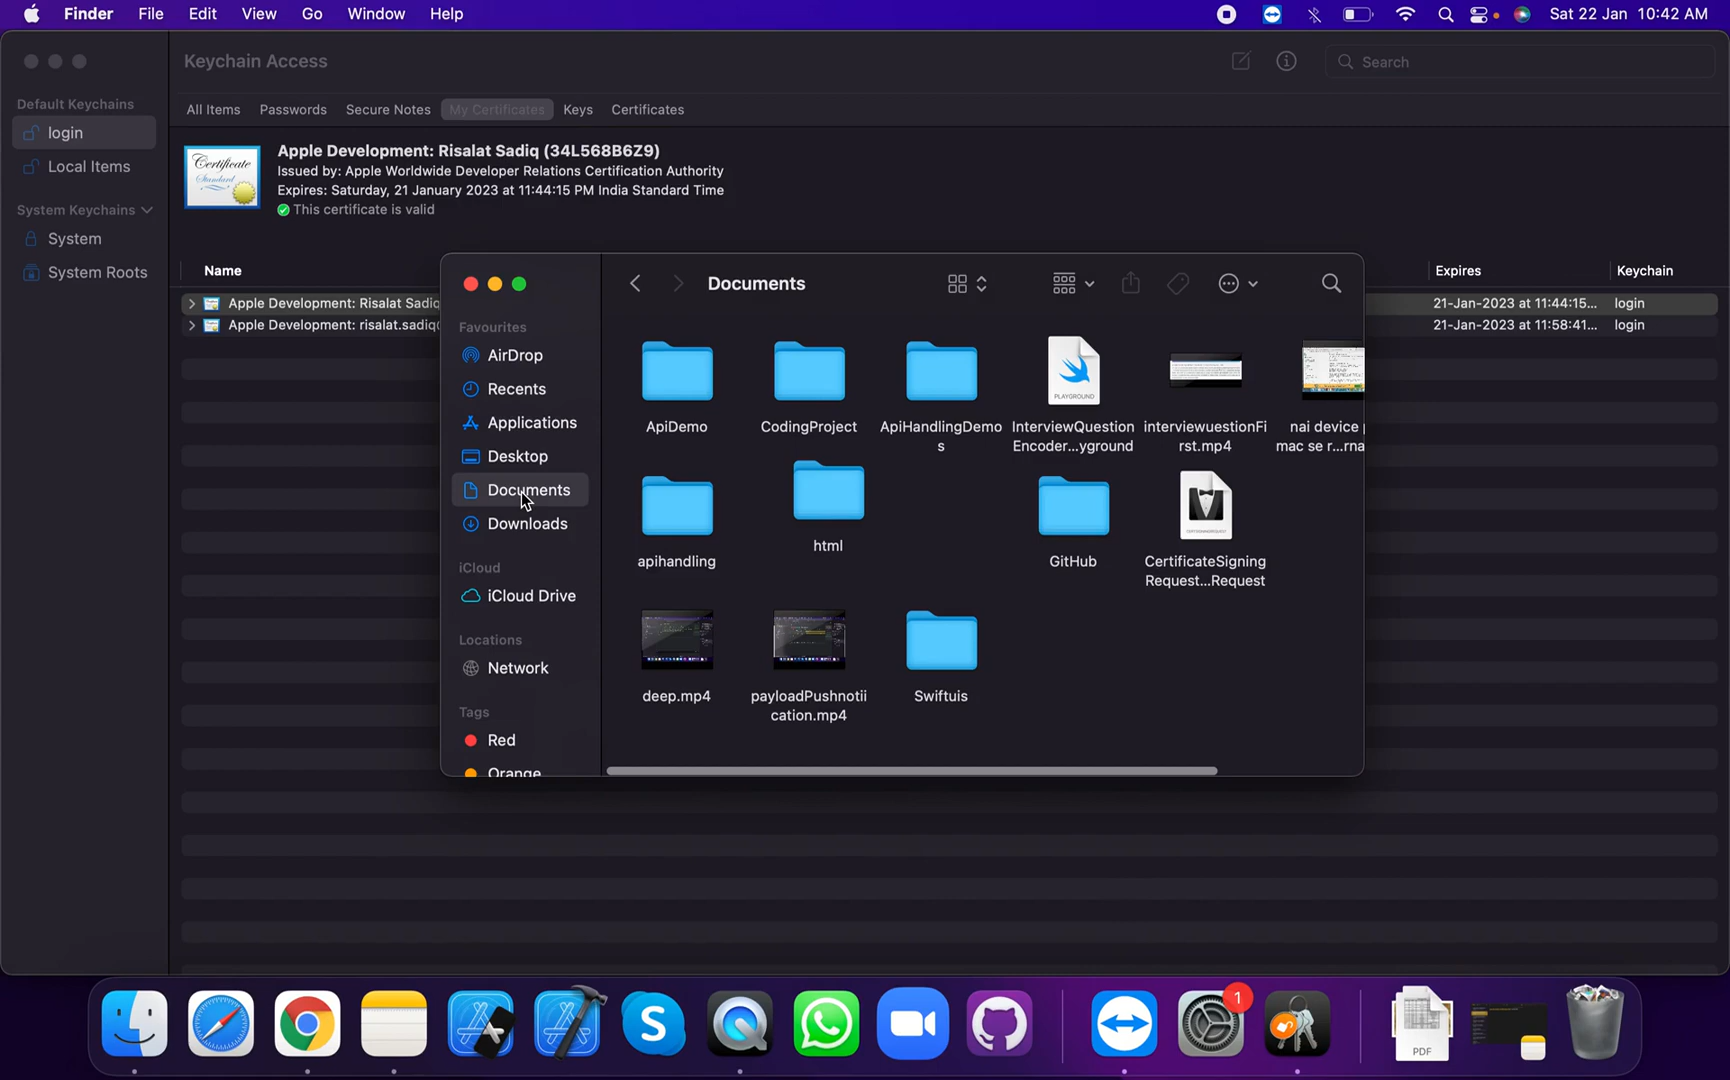 Finder File Edit View Go Window Help
Sat 22 Jan 10:42 AM
Keychain Access
Search
Default Keychains
login
Local Items
System Keychains
System
System Roots
All Items Passwords Secure Notes My Certificates Keys Certificates
Certificate
Standard
Apple Development: Risalat Sadiq (34L568B6Z9)
Issued by: Apple Worldwide Developer Relations Certification Authority
Expires: Saturday, 21 January 2023 at 11:44:15 PM India Standard Time
This certificate is valid
Name Expires Keychain
Apple Development: Risalat Sadiq 21-Jan-2023 at 11:44:15... login
Apple Development: risalat.sadiq 21-Jan-2023 at 11:58:41... login
Documents
Favourites
AirDrop
Recents
Applications
Desktop
Documents
Downloads
iCloud
iCloud Drive
Locations
Network
Tags
Red
Orange
ApiDemo
CodingProject
ApiHandlingDemo
s
PLAYGROUND
InterviewQuestion
Encoder...yground
interviewuestionFi
rst.mp4
nai device
mac se r...rna
apihandling
html
GitHub
CertificateSigning
Request...Request
deep.mp4
payloadPushnotii
cation.mp4
Swiftuis
1
PDF